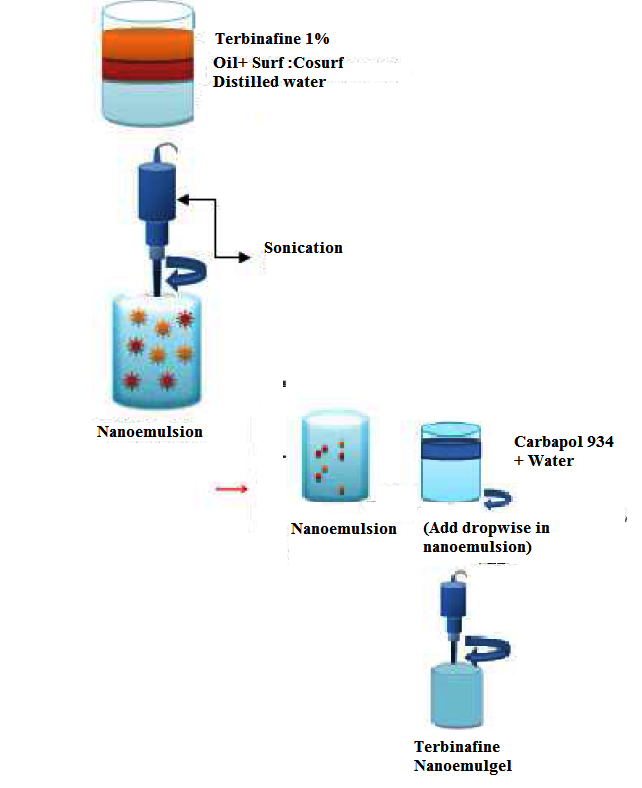 Terbinafine 1%
Oil+ Surf :Cosurf
Distilled water
Sonication
Nanoemulsion
Carbapol 934
+ Water
Nanoemulsion
(Add dropwise in
nanoemulsion)
Terbinafine
Nanoemulgel